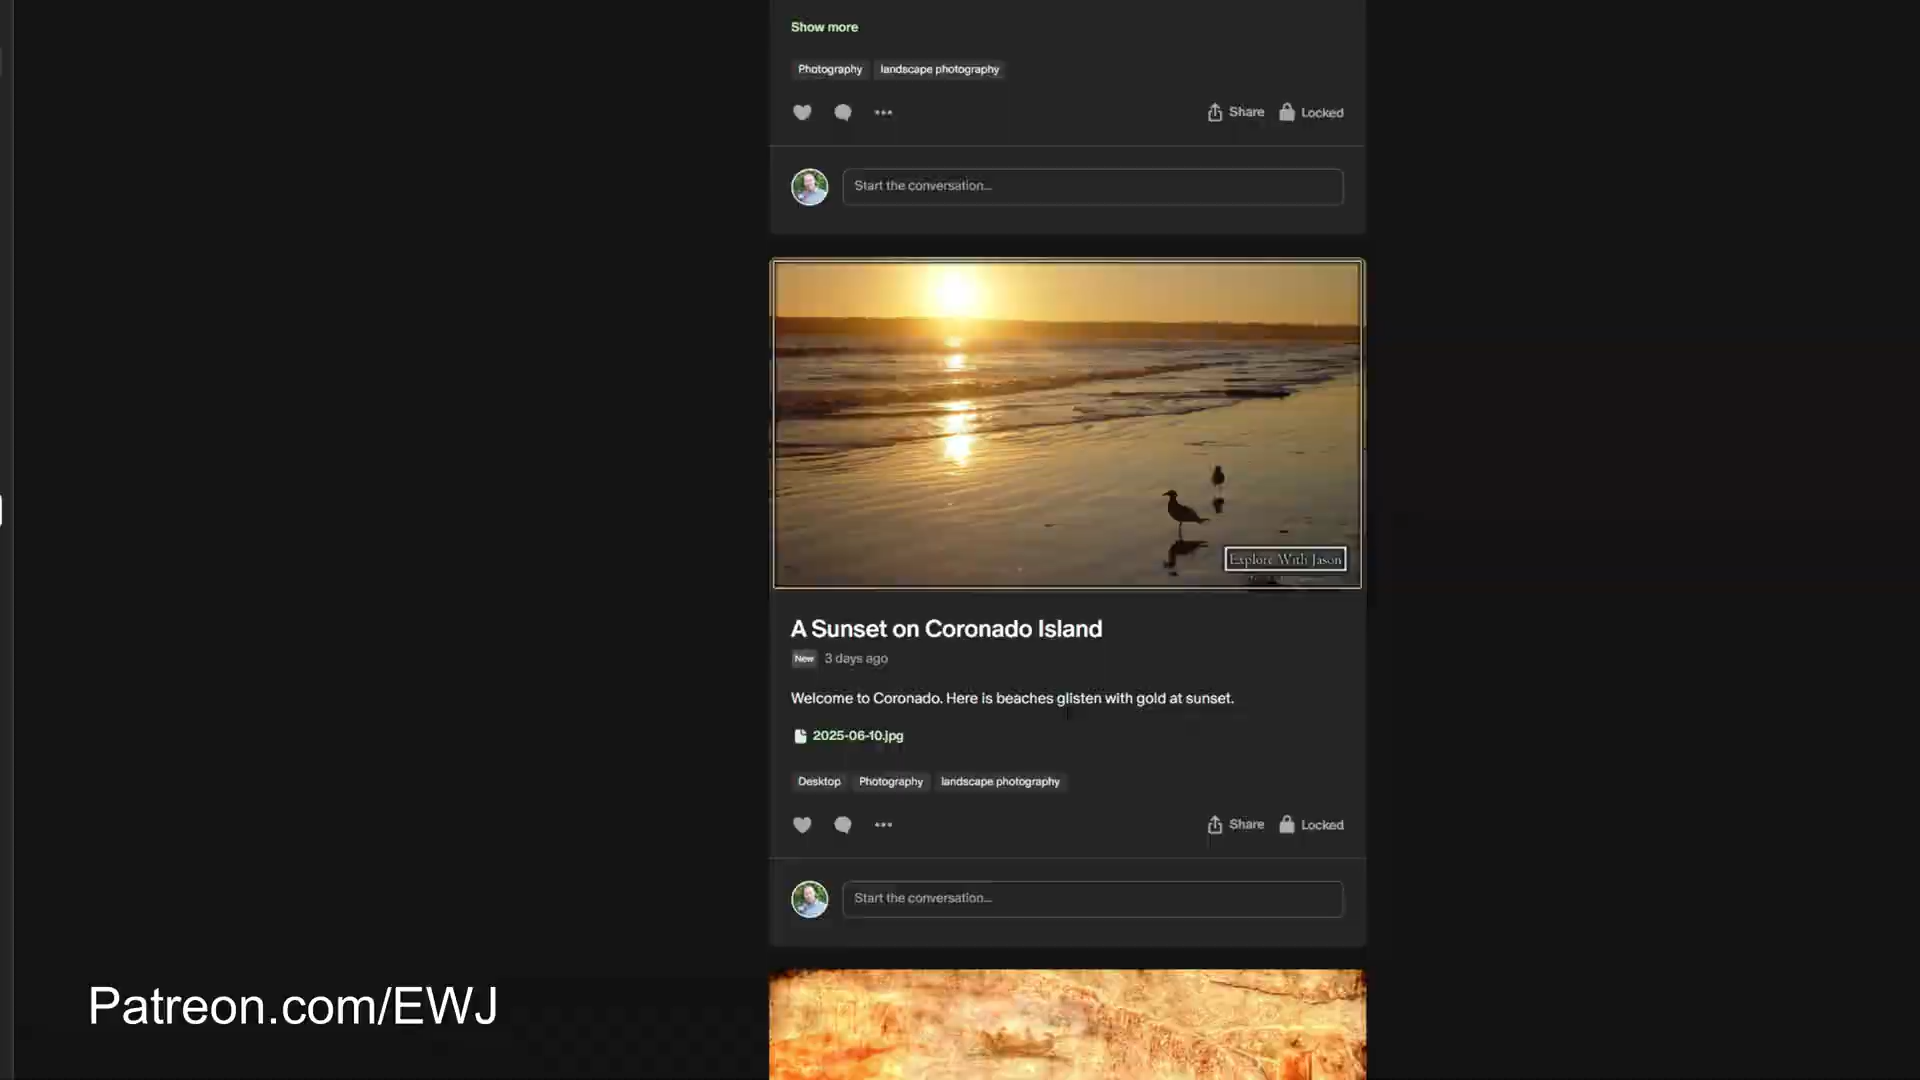 Show more
Photography landscape photography
Share Locked
Start the conversation...
Explore With Jason
A Sunset on Coronado Island
New 3 days ago
Welcome to Coronado. Here is beaches glisten with gold at sunset.
2025-06-10.jpg
Desktop Photography landscape photography
Share Locked
Start the conversation...
Patreon.com/EWJ